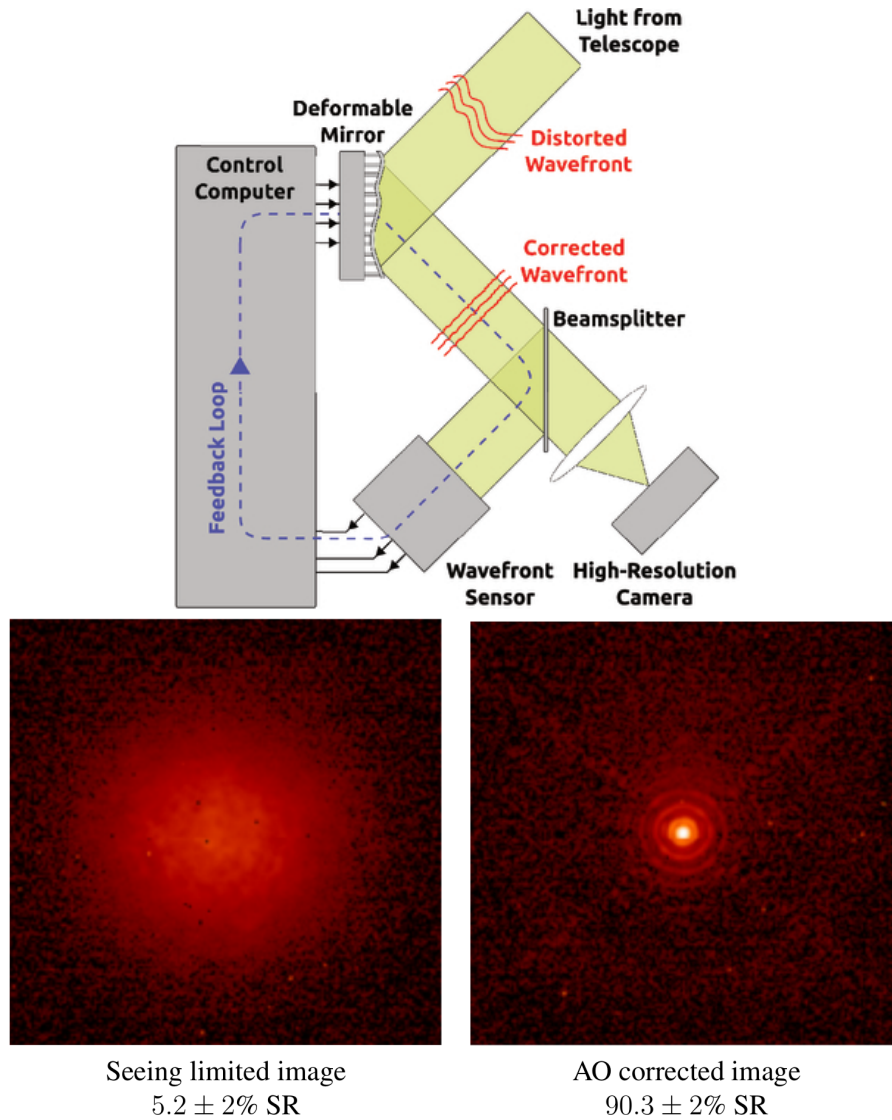 Light from
Telescope
Deformable
Mirror
Distorted
Wavefront
Control
Computer
Corrected
Wavefront
Beamsplitter
Feedback Loop
Wavefront
Sensor
High-Resolution
Camera
Seeing limited image
5.2 ± 2% SR
AO corrected image
90.3 ± 2% SR